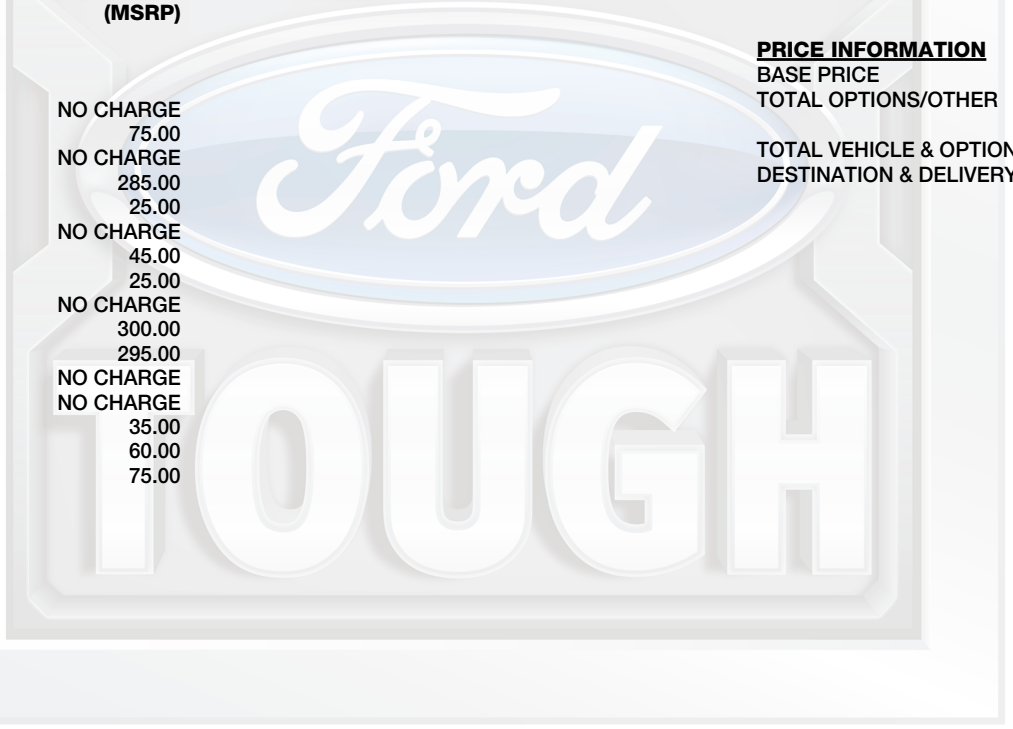 (MSRP)
NO CHARGE
75.00
NO CHARGE
285.00
25.00
NO CHARGE
45.00
25.00
NO CHARGE
300.00
295.00
NO CHARGE
NO CHARGE
35.00
60.00
75.00
PRICE INFORMATION
BASE PRICE
TOTAL OPTIONS/OTHER
TOTAL VEHICLE & OPTION
DESTINATION & DELIVERY
Ford
TOUGH